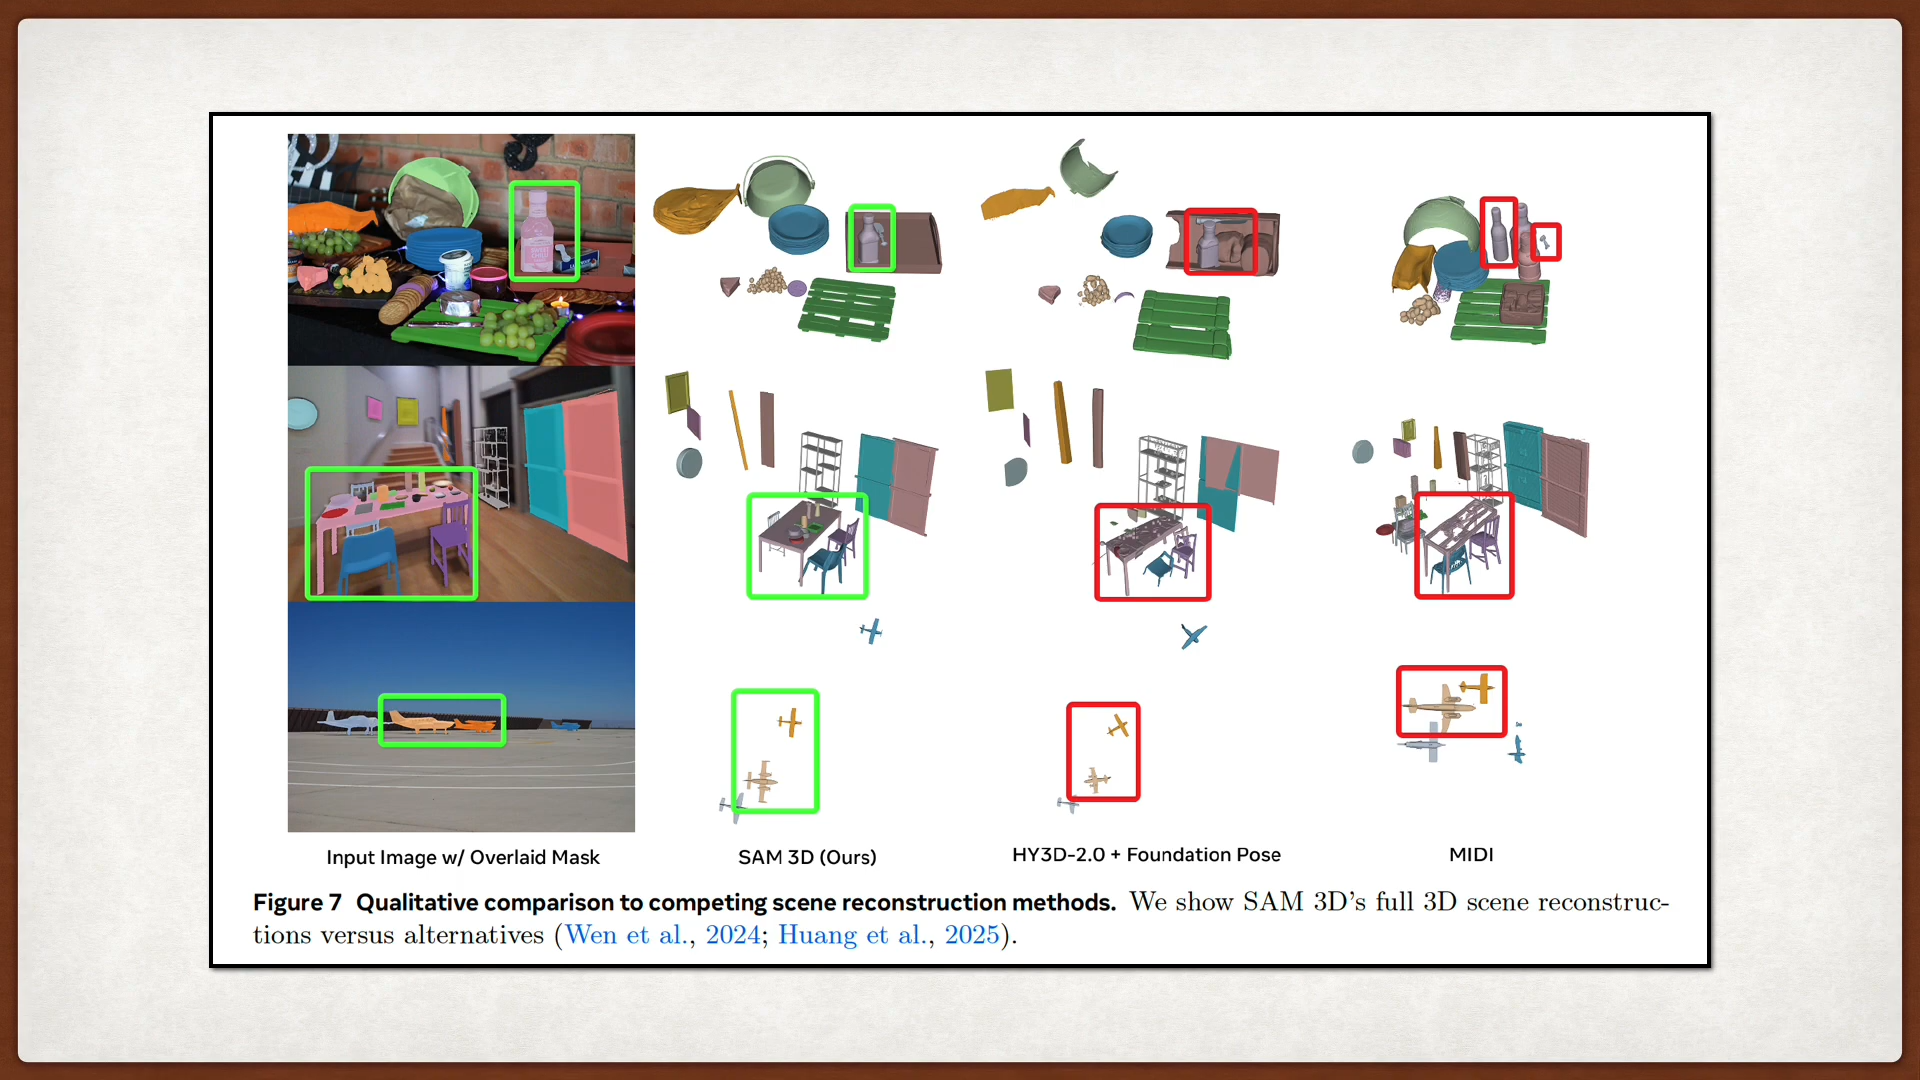 Input Image w/ Overlaid Mask
SAM 3D (Ours)
HY3D-2.0 + Foundation Pose
MIDI
Figure 7 Qualitative comparison to competing scene reconstruction methods. We show SAM 3D's full 3D scene reconstruc-
tions versus alternatives (Wen et al., 2024; Huang et al., 2025).